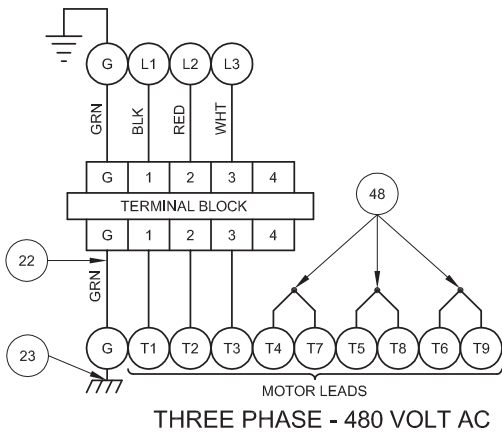 G L1 L2 L3
GRN BLK RED WHT
G 1 2 3 4
TERMINAL BLOCK
G 1 2 3 4
48
22
GRN
23
G T1 T2 T3 T4 T7 T5 T8 T6 T9
MOTOR LEADS
THREE PHASE - 480 VOLT AC